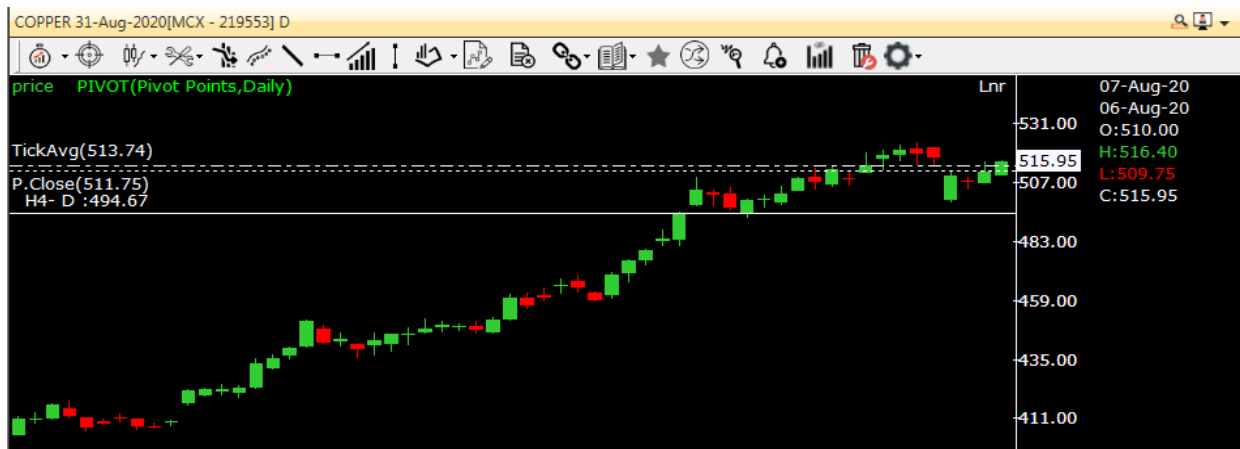 COPPER 31-Aug-2020[MCX - 219553] D
price PIVOT(Pivot Points,Daily)
Lnr
07-Aug-20
06-Aug-20
O:510.00
H:516.40
L:509.75
C:515.95
TickAvg(513.74)
P.Close(511.75)
H4- D :494.67
531.00
515.95
507.00
483.00
459.00
435.00
411.00